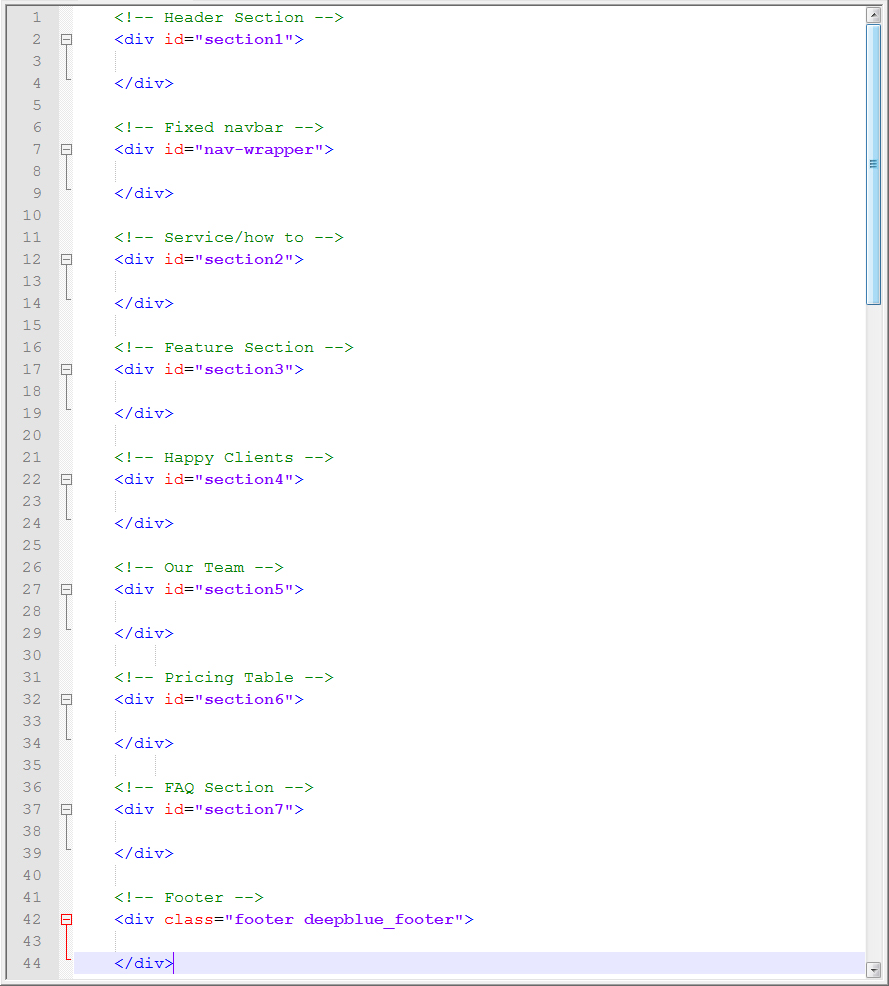 1 <!-- Header Section -->
2 <div id="section1">
3
4 </div>
5
6 <!-- Fixed navbar -->
7 <div id="nav-wrapper">
8
9 </div>
10
11 <!-- Service/how to -->
12 <div id="section2">
13
14 </div>
15
16 <!-- Feature Section -->
17 <div id="section3">
18
19 </div>
20
21 <!-- Happy Clients -->
22 <div id="section4">
23
24 </div>
25
26 <!-- Our Team -->
27 <div id="section5">
28
29 </div>
30
31 <!-- Pricing Table -->
32 <div id="section6">
33
34 </div>
35
36 <!-- FAQ Section -->
37 <div id="section7">
38
39 </div>
40
41 <!-- Footer -->
42 <div class="footer deepblue_footer">
43
44 </div>